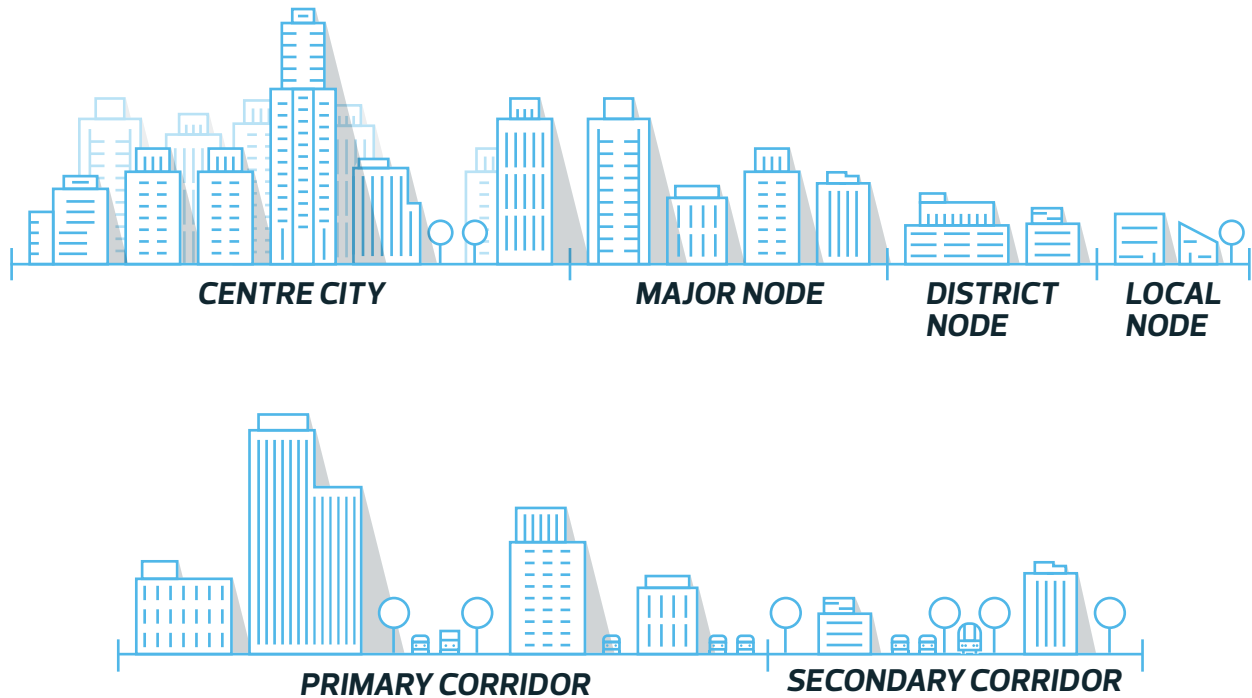 CENTRE CITY
MAJOR NODE
DISTRICT
NODE
LOCAL
NODE
PRIMARY CORRIDOR
SECONDARY CORRIDOR